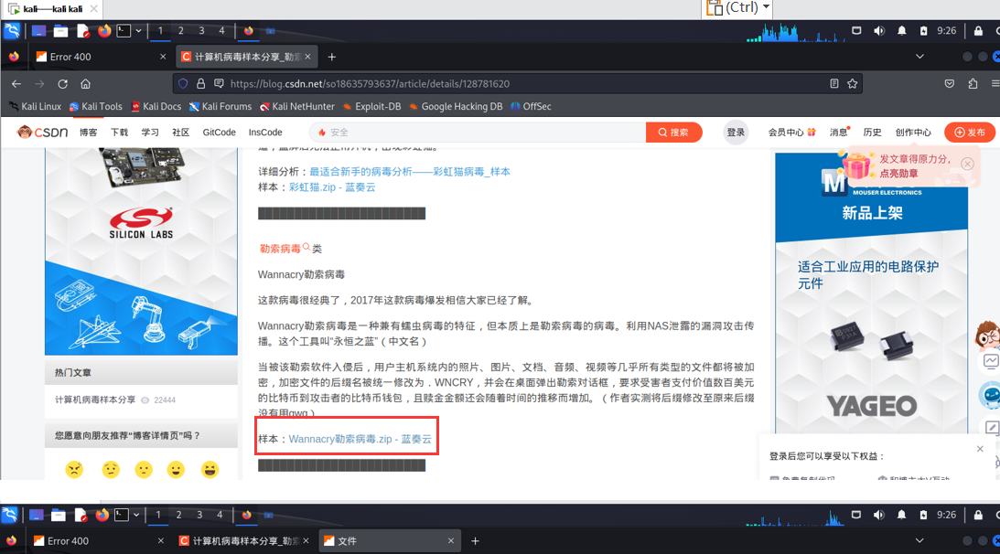 kali——kali kali
(Ctrl)
1 2 3 4
9:26
Error 400
计算机病毒样本分享_勒索
https://blog.csdn.net/so18635793637/article/details/128781620
Kali Linux Kali Tools Kali Docs Kali Forums Kali NetHunter Exploit-DB Google Hacking DB OffSec
CSDN 博客 下载 学习 社区 GitCode InsCode 安全 搜索 登录 会员中心 消息 历史 创作中心 发布
发文章得原力分，
点亮勋章
详细分析：最适合新手的病毒分析——彩虹猫病毒_样本
样本：彩虹猫.zip - 蓝奏云
SILICON LABS
M
MOUSER ELECTRONICS
新品上架
勒索病毒 类
Wannacry勒索病毒
适合工业应用的电路保护
元件
这款病毒很经典了，2017年这款病毒爆发相信大家已经了解。
Wannacry勒索病毒是一种兼有蠕虫病毒的特征，但本质上是勒索病毒的病毒。利用NAS泄露的漏洞攻击传
播。这个工具叫“永恒之蓝”（中文名）
当被该勒索软件入侵后，用户主机系统内的照片、图片、文档、音频、视频等几乎所有类型的文件都将被加
密，加密文件的后缀名被统一修改为．WNCRY，并会在桌面弹出勒索对话框，要求受害者支付价值数百美元
的比特币到攻击者的比特币钱包，且赎金金额还会随着时间的推移而增加。（作者实测将后缀修改至原来后缀
没有用qwq）
样本：Wannacry勒索病毒.zip - 蓝奏云
YAGEO
热门文章
计算机病毒样本分享 22444
您愿意向朋友推荐“博客详情页”吗？
登录后您可以享受以下权益：
免费复制代码 和博主大V互动
1 2 3 4
9:26
Error 400
计算机病毒样本分享_勒索
文件